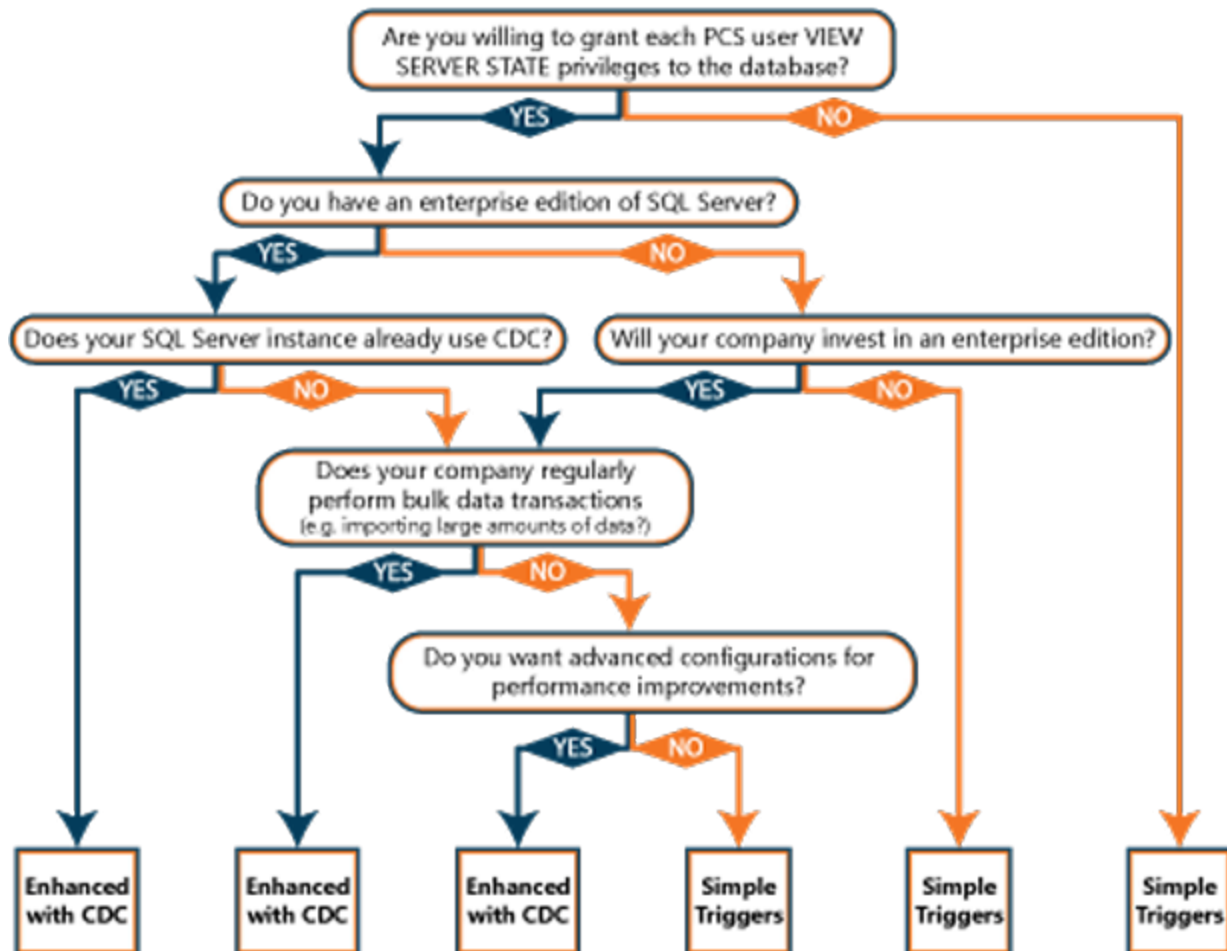 Are you willing to grant each PCS user VIEW
SERVER STATE privileges to the database?
YES
NO
Do you have an enterprise edition of SQL Server?
YES
NO
Does your SQL Server instance already use CDC?
Will your company invest in an enterprise edition?
YES
NO
YES
NO
Does your company regularly
perform bulk data transactions
(e.g. importing large amounts of data?)
YES
NO
Do you want advanced configurations for
performance improvements?
YES
NO
Enhanced
with CDC
Enhanced
with CDC
Enhanced
with CDC
Simple
Triggers
Simple
Triggers
Simple
Triggers